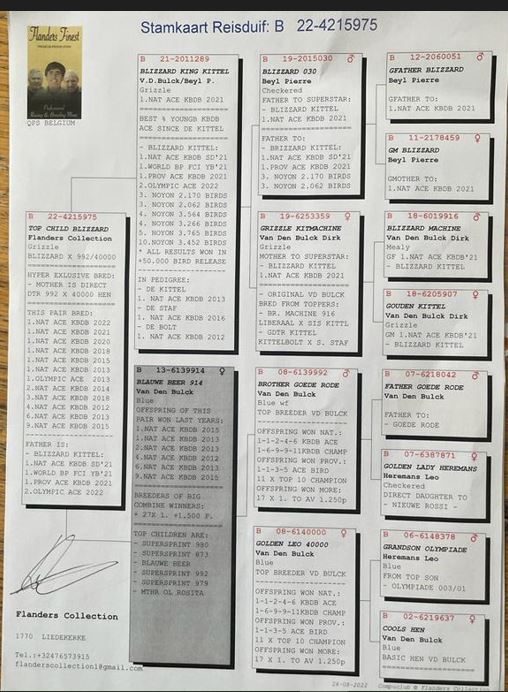 Stamkaart Reisduif: B 22-4215975
Flanders Finest
QPS BELGIUM
B 22-4215975
TOP CHILD BLIZZARD
Flanders Collection
Grizzle
BLIZZARD X 992/40000
HYPER EXLUSIVE BRED:
- MOTHER IS DIRECT
DTR 992 X 40000 HEN
THIS PAIR BRED:
1.NAT ACE KBDB 2022
1.NAT ACE KBDB 2021
1.NAT ACE KBDB 2020
1.NAT ACE KBDB 2018
1.NAT ACE KBDB 2015
1.NAT ACE KBDB 2013
1.OLYMPIC ACE 2013
2.NAT ACE KBDB 2014
3.NAT ACE KBDB 2018
4.NAT ACE KBDB 2012
6.NAT ACE KBDB 2015
9.NAT ACE KBDB 2015
FATHER IS:
- BLIZZARD KITTEL:
1.NAT ACE KBDB SD'21
1.WORLD BP FCI YB'21
1.PROV ACE KBDB 2021
2.OLYMPIC ACE 2022
Flanders Collection
1770 LIEDEKERKE
Tel.:+32476573915
flanderscollection1@gmail.com
B 21-2011289
BLIZZARD KING KITTEL
V.D.Bulck/Beyl P.
Grizzle
1.NAT ACE KBDB 2021
BEST % YOUNGB KBDB
ACE SINCE DE KITTEL
- BLIZZARD KITTEL:
1.NAT ACE KBDB SD'21
1.WORLD BP FCI YB'21
1.PROV ACE KBDB 2021
2.OLYMPIC ACE 2022
3. NOYON 2.170 BIRDS
3. NOYON 2.062 BIRDS
4. NOYON 3.564 BIRDS
4. NOYON 3.266 BIRDS
5. NOYON 3.765 BIRDS
10.NOYON 3.452 BIRDS
* ALL RESULTS WON IN
+50.000 BIRD RELEASE
IN PEDIGREE:
- DE KITTEL
1. NAT ACE KBDB 2013
- DE STAF
1. NAT ACE KBDB 2016
- DE BOLT
1. NAT ACE KBDB 2012
B 13-6139914 ♀
BLAUWE BEER 914
Van Den Bulck
Blue
OFFSPRING OF THIS
PAIR WON LAST YEARS:
1.NAT ACE KBDB 2015
1.NAT ACE KBDB 2013
2.NAT ACE KBDB 2013
4.NAT ACE KBDB 2012
6.NAT ACE KBDB 2013
9.NAT ACE KBDB 2015
BREEDERS OF BIG
COMBINE WINNERS:
+ 27X 1. +1.500 P.
TOP CHILDREN ARE:
- SUPERSPRINT 990
- SUPERSPRINT 873
- BLAUWE BEER
- SUPERSPRINT 992
- SUPERSPRINT 979
- MTHR OL ROSITA
B 19-2015030 ♂
BLIZZARD 030
Beyl Pierre
Checkered
FATHER TO SUPERSTAR:
- BLIZZARD KITTEL
1.NAT ACE KBDB 2021
FATHER TO:
- BRIZZARD KITTEL:
1.NAT ACE KBDB SD'21
1.WORLD BP FCI YB'21
1.PROV ACE KBDB 2021
3. NOYON 2.170 BIRDS
3. NOYON 2.062 BIRDS
B 19-6253359 ♀
GRIZZLE KITMACHINE
Van Den Bulck Dirk
Grizzle
MOTHER TO SUPERSTAR:
- BLIZZARD KITTEL
1.NAT ACE KBDB 2021
- ORIGINAL VD BULCK
BRED FROM TOPPERS:
- BR. MACHINE 916
LIBERAAL X SIS KITTL
- GDTR KITTEL
KITTELBOLT X S. STAF
B 08-6139992 ♂
BROTHER GOEDE RODE
Van Den Bulck
Blue wf
TOP BREEDER VD BULCK
OFFSPRING WON NAT.:
1-1-2-4-6 KBDB ACE
1-6-9-9-11KBDB CHAMP
OFFSPRING WON PROV.:
1-1-3-5 ACE BIRD
11 X TOP 10 CHAMPION
OFFSPRING WON MORE:
17 X 1. TO AV 1.250p
B 08-6140000 ♀
GOLDEN LEO 40000
Van Den Bulck
Blue
TOP BREEDER VD BULCK
OFFSPRING WON NAT.:
1-1-2-4-6 KBDB ACE
1-6-9-9-11KBDB CHAMP
OFFSPRING WON PROV.:
1-1-3-5 ACE BIRD
11 X TOP 10 CHAMPION
OFFSPRING WON MORE:
17 X 1. TO AV 1.250p
B 12-2060051 ♂
GFATHER BLIZZARD
Beyl Pierre
GFATHER TO:
1.NAT ACE KBDB 2021
B 11-2178459 ♀
GM BLIZZARD
Beyl Pierre
GMOTHER TO:
1.NAT ACE KBDB 2021
B 18-6019916 ♂
BLIZZARD MACHINE
Van Den Bulck Dirk
Mealy
GF 1.NAT ACE KBDB'21
- BLIZZARD KITTEL
B 18-6205907 ♀
GOUDEN KITTEL
Van Den Bulck Dirk
Grizzle
GM 1.NAT ACE KBDB'21
- BLIZZARD KITTEL
B 07-6218042 ♂
FATHER GOEDE RODE
Van Den Bulck
FATHER TO:
- GOEDE RODE
B 07-6387871 ♀
GOLDEN LADY HEREMANS
Heremans Leo
Checkered
DIRECT DAUGHTER TO
- NIEUWE ROSSI -
B 06-6148378 ♂
GRANDSON OLYMPIADE
Heremans Leo
Blue
FROM TOP SON
- OLYMPIADE 003/01
B 02-6219637 ♀
COOLS HEN
Van Den Bulck
Blue
BASIC HEN VD BULCK
26-08-2022 Compuclub © Flanders Collection